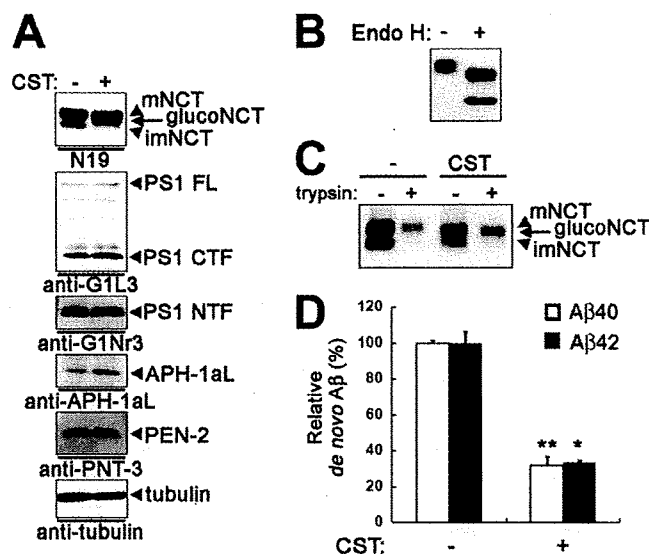 A
CST: - +
mNCT
glucoNCT
imNCT
N19
PS1 FL
PS1 CTF
anti-G1L3
PS1 NTF
anti-G1Nr3
APH-1aL
anti-APH-1aL
PEN-2
anti-PNT-3
tubulin
anti-tubulin
B
Endo H: - +
C
- CST
trypsin: - + - +
mNCT
glucoNCT
imNCT
D
Relative
de novo Aβ (%)
120
100
80
60
40
20
0
Aβ40
Aβ42
** *
CST: - +